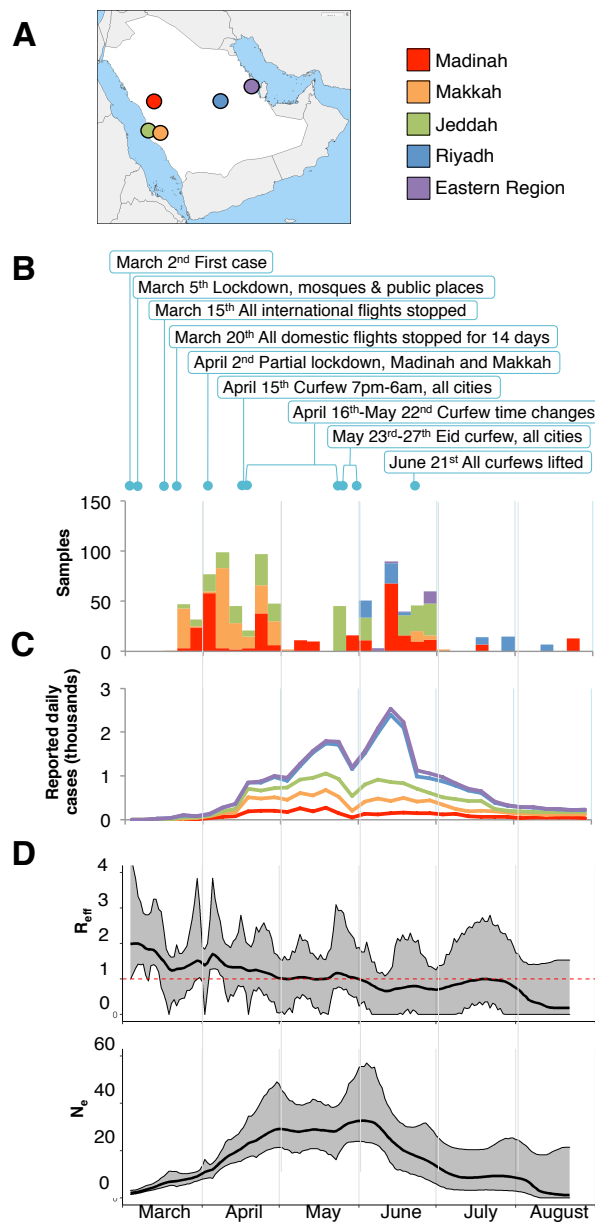 A
Madinah
Makkah
Jeddah
Riyadh
Eastern Region
B
March 2nd First case
March 5th Lockdown, mosques & public places
March 15th All international flights stopped
March 20th All domestic flights stopped for 14 days
April 2nd Partial lockdown, Madinah and Makkah
April 15th Curfew 7pm-6am, all cities
April 16th-May 22nd Curfew time changes
May 23rd-27th Eid curfew, all cities
June 21st All curfews lifted
150
100
50
0
Samples
C
3
2
1
0
Reported daily
cases (thousands)
D
4
3
2
1
0
0
Reff
60
40
20
0
0
Ne
March April May June July August